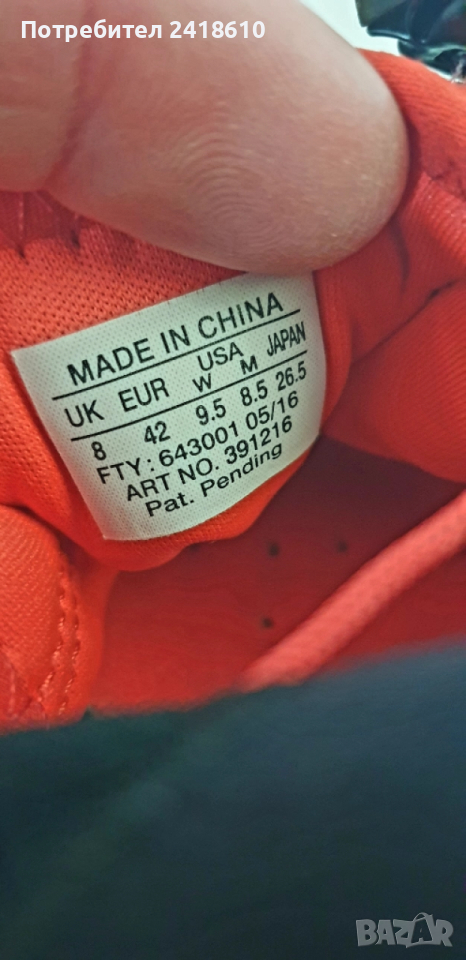 Потребител 2418610
MADE IN CHINA
UK EUR USA JAPAN
W M
8 42 9.5 8.5 26.5
FTY: 643001 05/16
ART NO. 391216
Pat. Pending
BAZAR